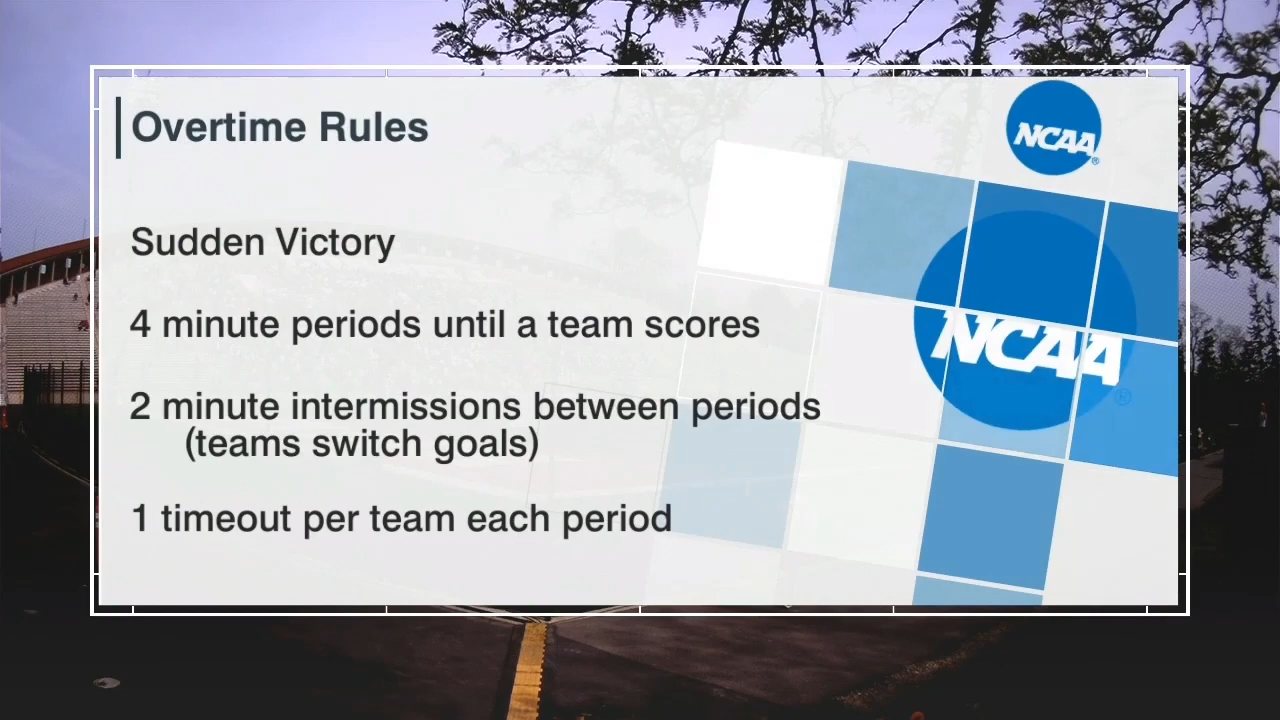 Overtime Rules
NCAA®
Sudden Victory
4 minute periods until a team scores
NCAA®
2 minute intermissions between periods
(teams switch goals)
1 timeout per team each period